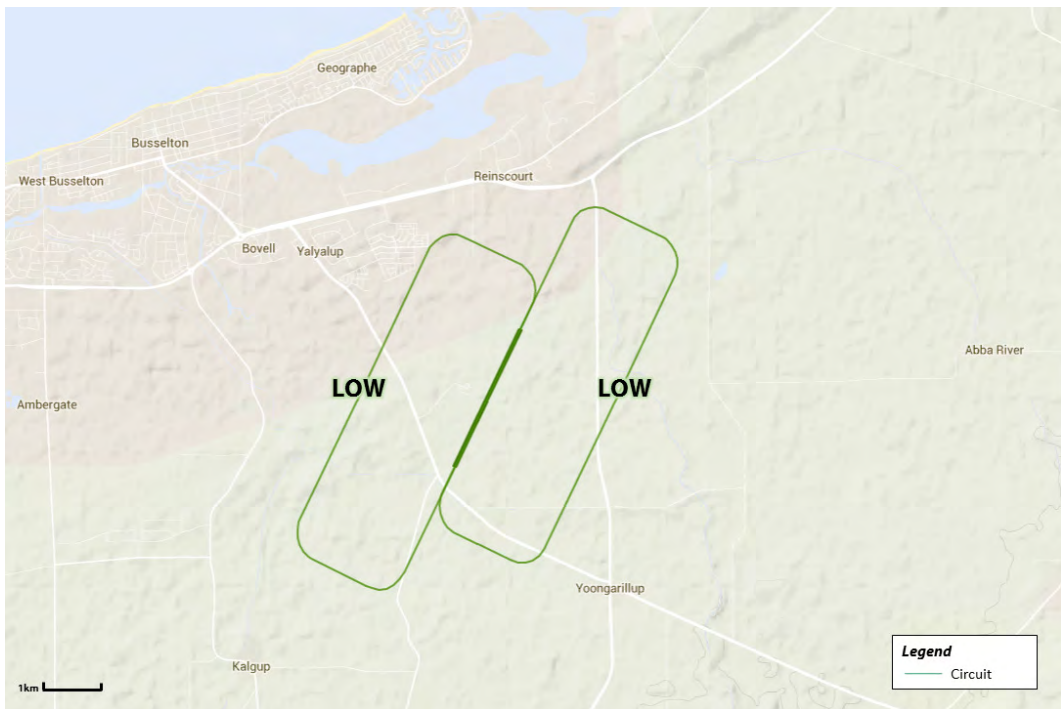 Geographe
Busselton
West Busselton
Reinscourt
Bovell
Yalyalup
Abba River
LOW
LOW
Ambergate
Yoongarillup
Kalgup
Legend
Circuit
1km